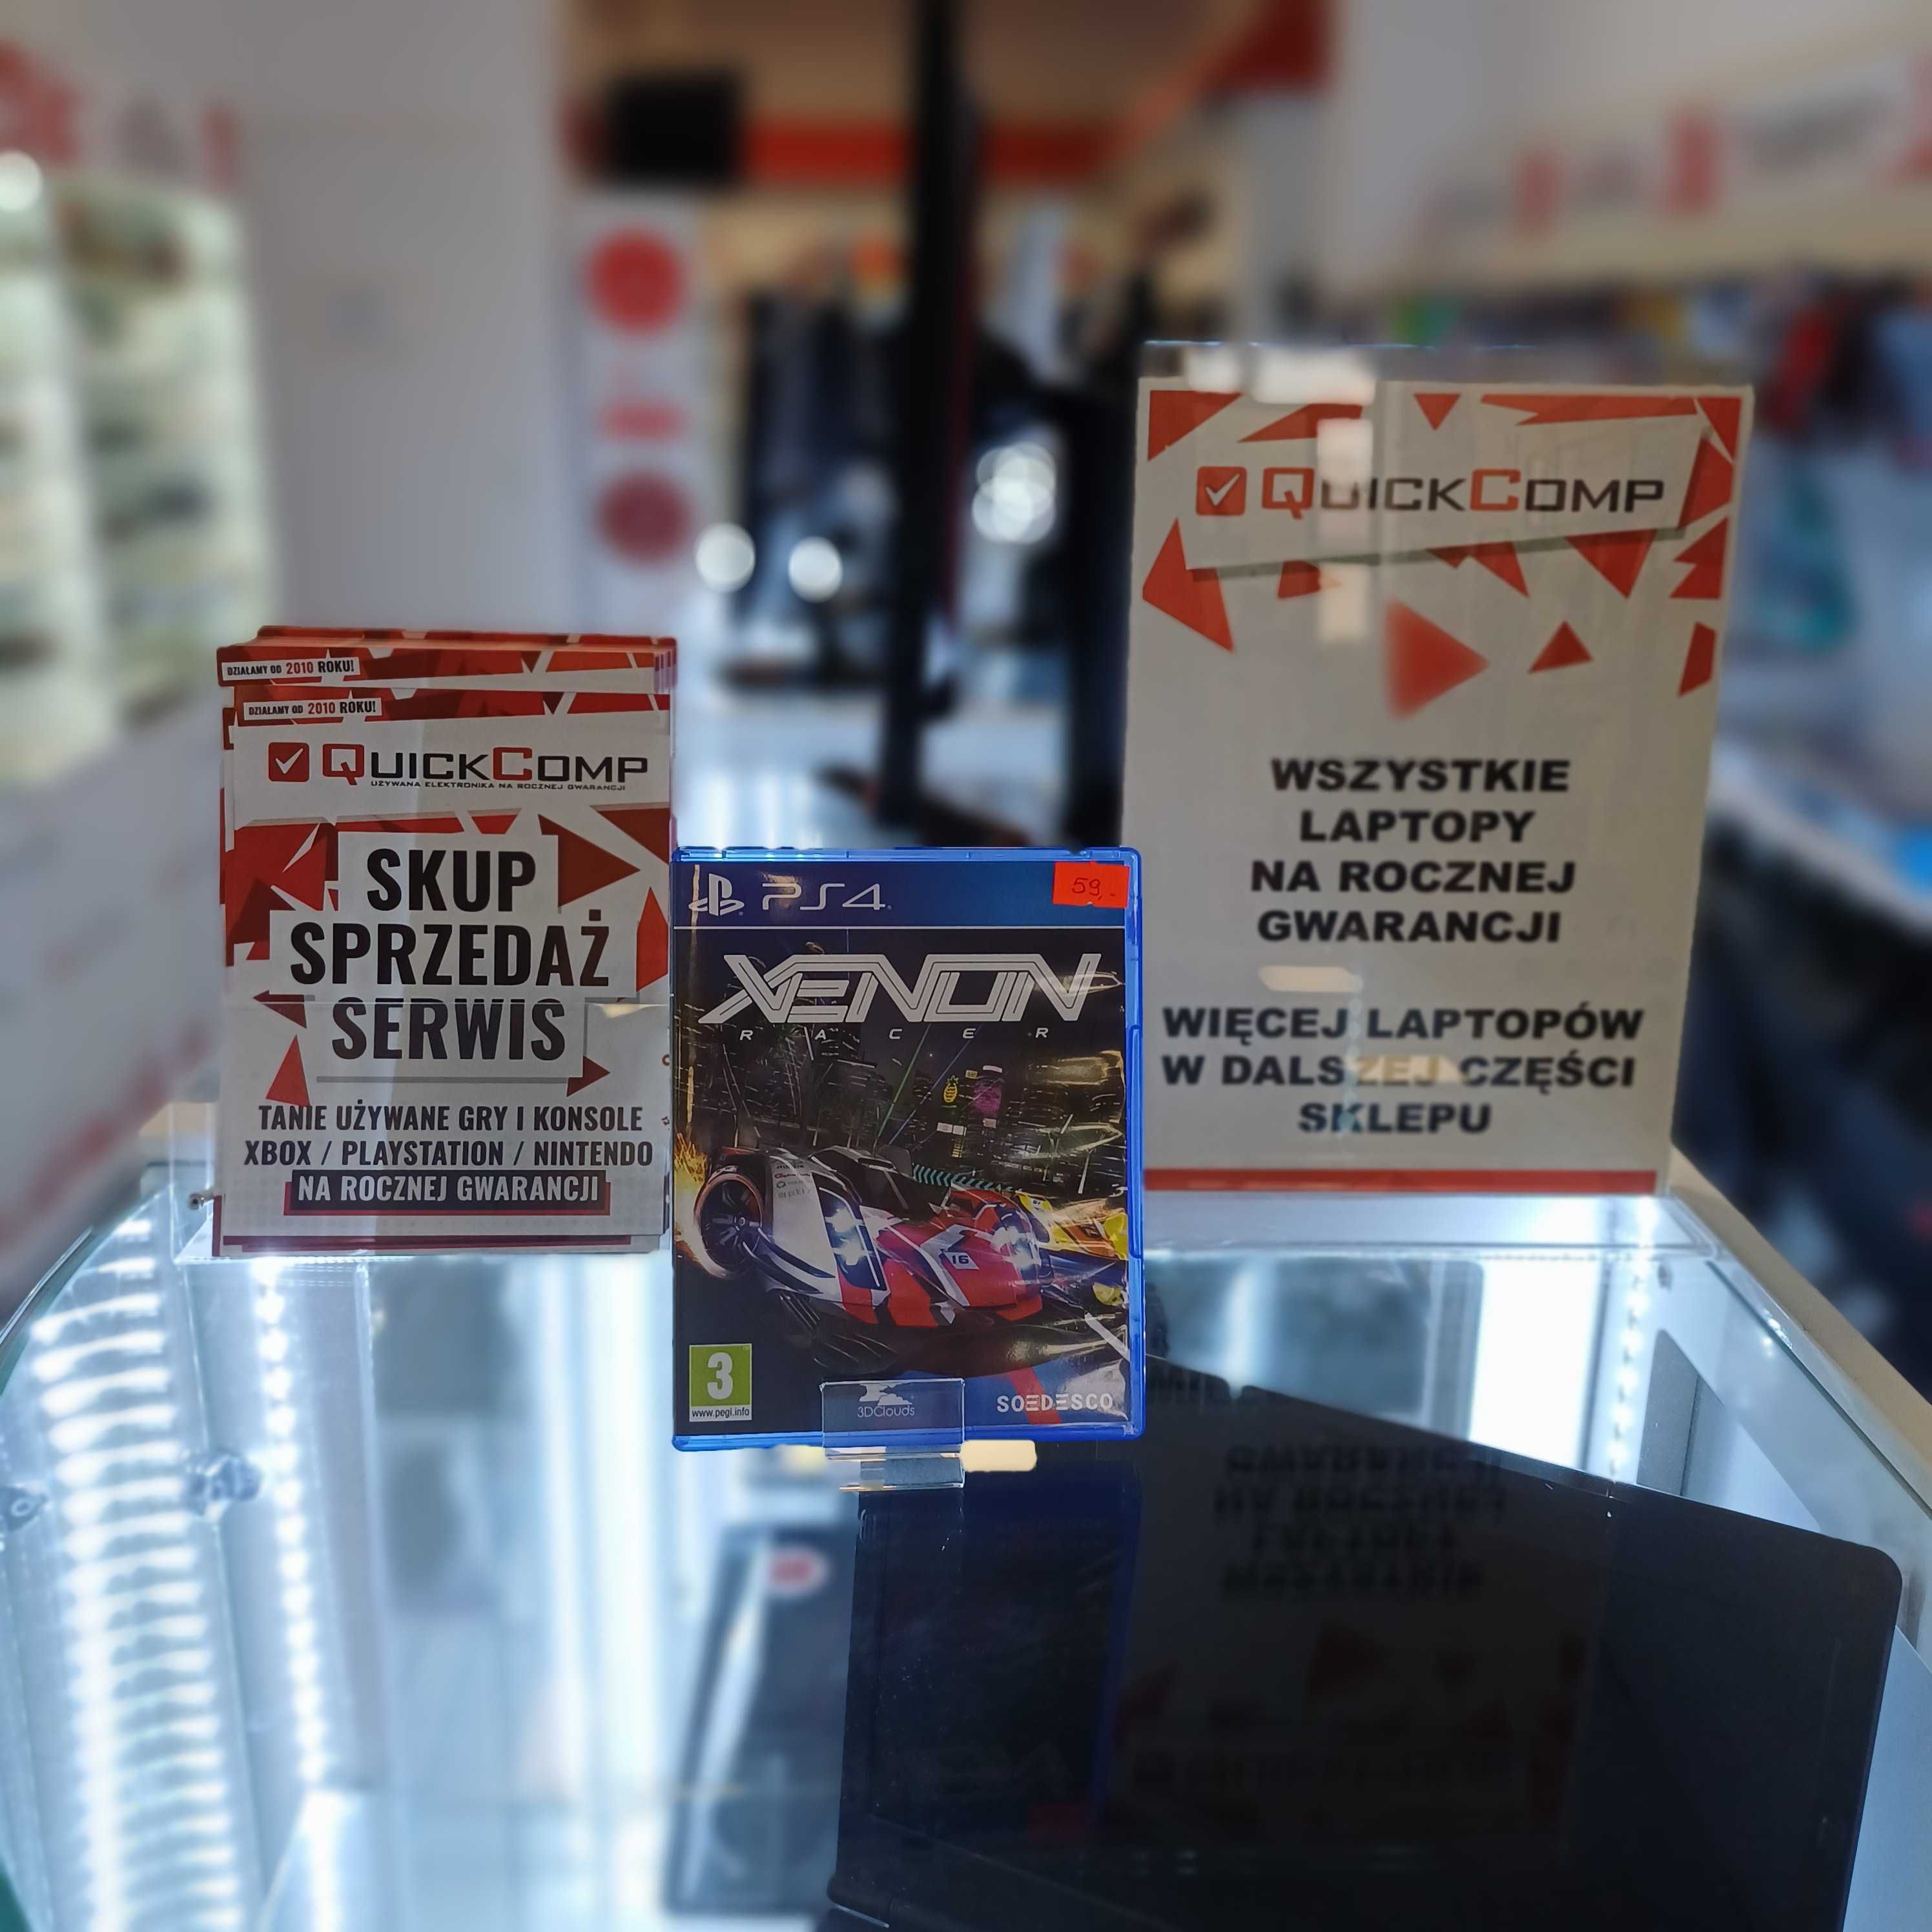 DZIAŁAMY OD 2010 ROKU!
DZIAŁAMY OD 2010 ROKU!
QUICKCOMP
UŻYWANA ELEKTRONIKA NA ROCZNEJ GWARANCJI
SKUP
SPRZEDAŻ
SERWIS
TANIE UŻYWANE GRY I KONSOLE
XBOX / PLAYSTATION / NINTENDO
NA ROCZNEJ GWARANCJI
PS4
59,-
XENON
RACER
16
3
www.pegi.info
3DClouds
SOEDESCO
QUICKCOMP
WSZYSTKIE
LAPTOPY
NA ROCZNEJ
GWARANCJI
WIĘCEJ LAPTOPÓW
W DALSZEJ CZĘŚCI
SKLEPU